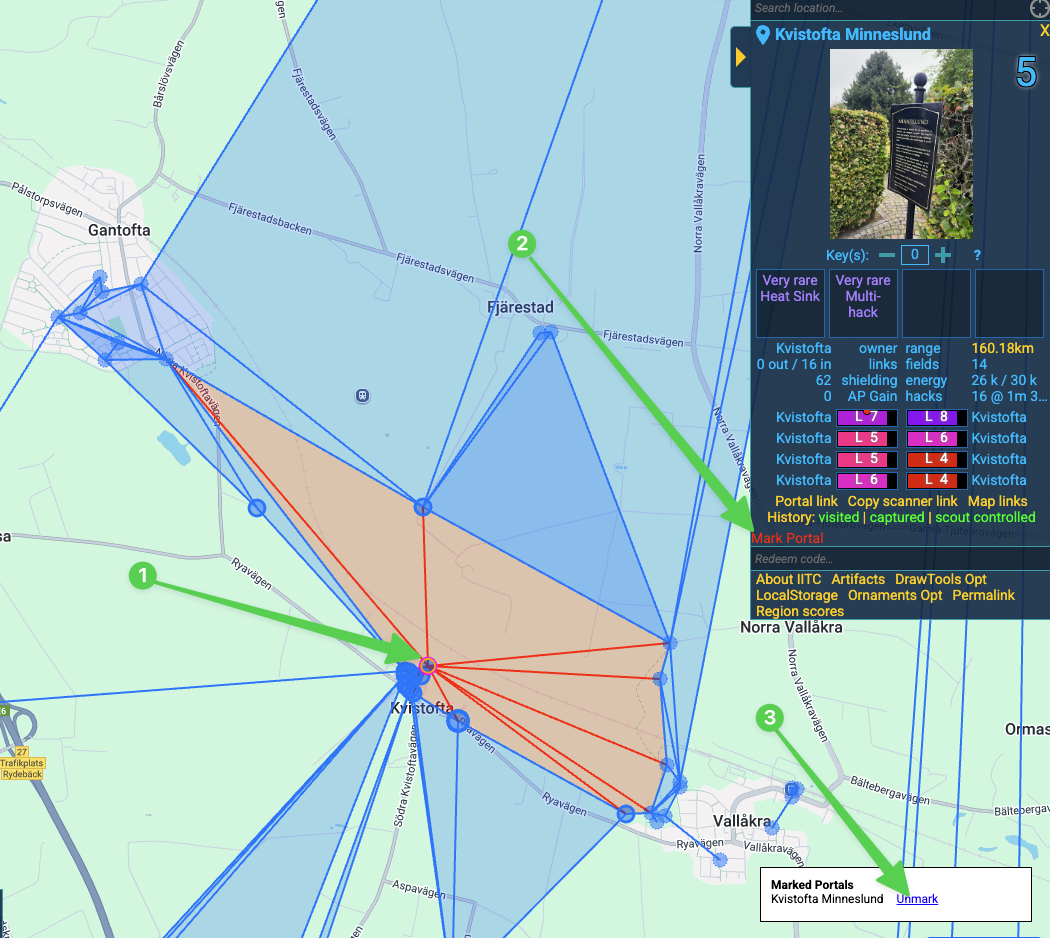 Search location...
Kvistofta Minneslund
X
5
MINNESLUND
Key(s):
0
?
Very rare
Heat Sink
Very rare
Multi-
hack
Kvistofta owner range 160.18km
0 out / 16 in links fields 14
62 shielding energy 26 k / 30 k
0 AP Gain hacks 16 @ 1m 3...
Kvistofta L 7 L 8 Kvistofta
Kvistofta L 5 L 6 Kvistofta
Kvistofta L 5 L 4 Kvistofta
Kvistofta L 6 L 4 Kvistofta
Portal link Copy scanner link Map links
History: visited | captured | scout controlled
Mark Portal
Redeem code...
About IITC Artifacts DrawTools Opt
LocalStorage Ornaments Opt Permalink
Region scores
Bårslövsvägen
Fjärestadsvägen
Pålstorpsvägen
Gantofta
Fjärestadsbacken
Fjärestadsvägen
Norra Vallåkravägen
2
Fjärestad
Fjärestadsvägen
1
Ryavägen
Norra Vallåkra
Norra Vallåkravägen
Kvistofta
Södra Kvistoftavägen
27
Trafikplats
Rydebäck
Ryavägen
3
Bältebergavägen
Vallåkra
Vallåkravägen
Ryavägen
Aspavägen
Marked Portals
Kvistofta Minneslund Unmark